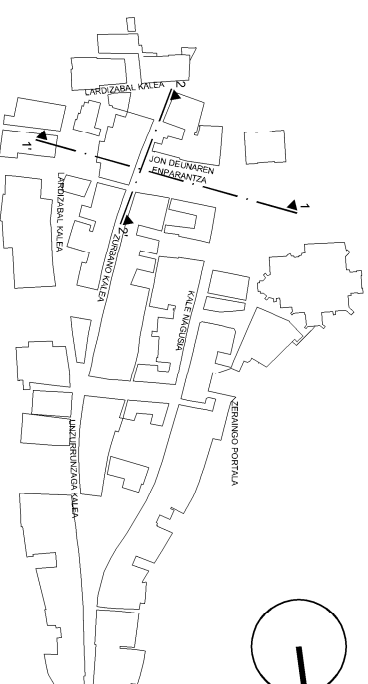 LARDIZABAL KALEA
2
1'
JON DEUNAREN
ENPARANTZA
LARDIZABAL KALEA
1
2'
ZURBANO KALEA
KALE NAGUSIA
ZERAINGO PORTALA
UNZURRUNZAGA KALEA